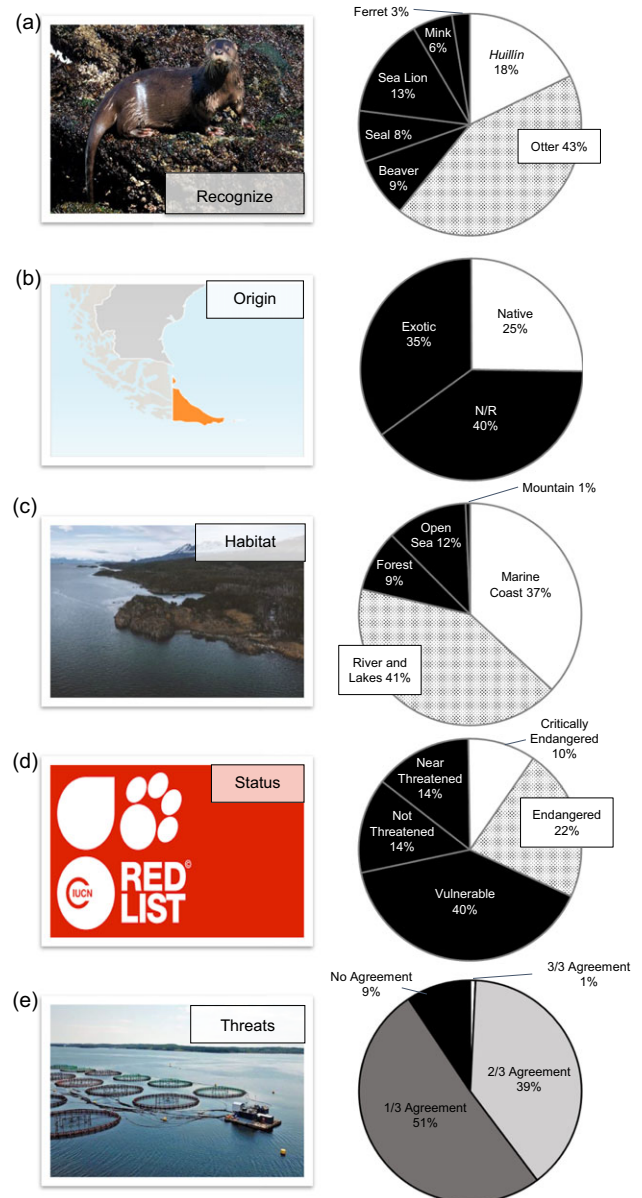 (a)
Recognize
Ferret 3%
Mink
6%
Huillín
18%
Sea Lion
13%
Seal 8%
Otter 43%
Beaver
9%
(b)
Origin
Exotic
35%
Native
25%
N/R
40%
(c)
Habitat
Mountain 1%
Open
Sea 12%
Forest
9%
Marine
Coast 37%
River and
Lakes 41%
(d)
Status
IUCN
RED
LIST
©
Critically
Endangered
10%
Near
Threatened
14%
Not
Threatened
14%
Endangered
22%
Vulnerable
40%
(e)
Threats
No Agreement
9%
3/3 Agreement
1%
2/3 Agreement
39%
1/3 Agreement
51%